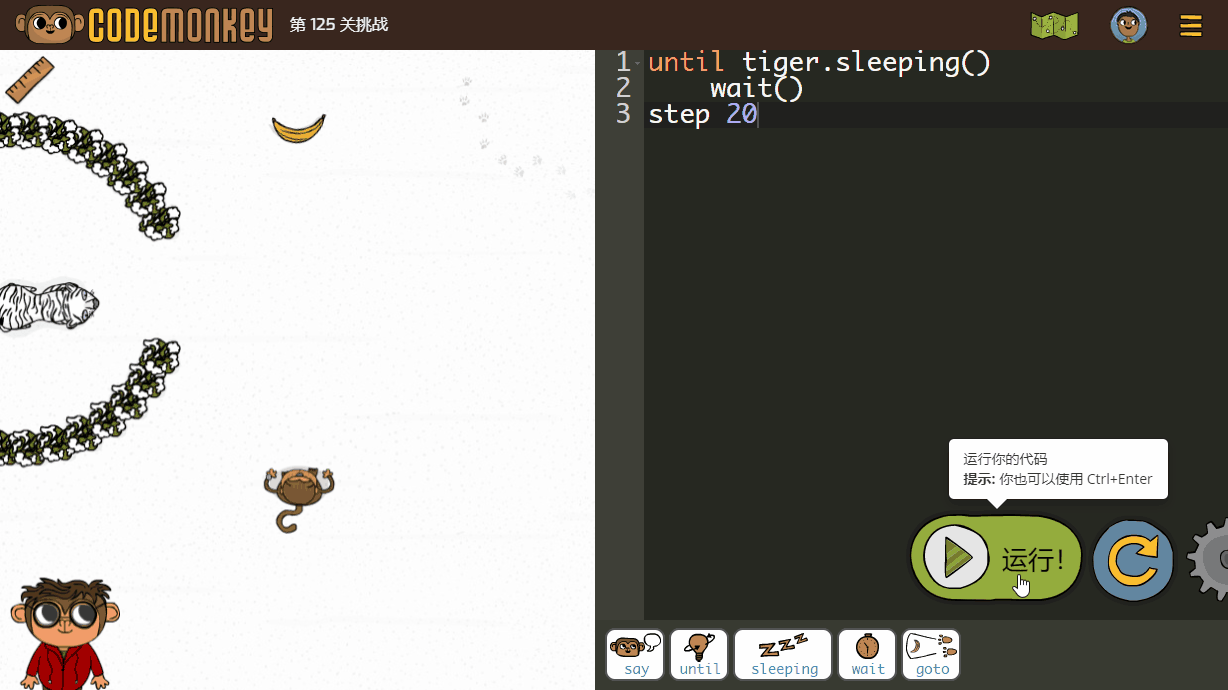 CODEMONKEY
第 125 关挑战
1 until tiger.sleeping()
2 wait()
3 step 20
运行你的代码
提示: 你也可以使用 Ctrl+Enter
运行!
say
until
zzz
sleeping
wait
goto